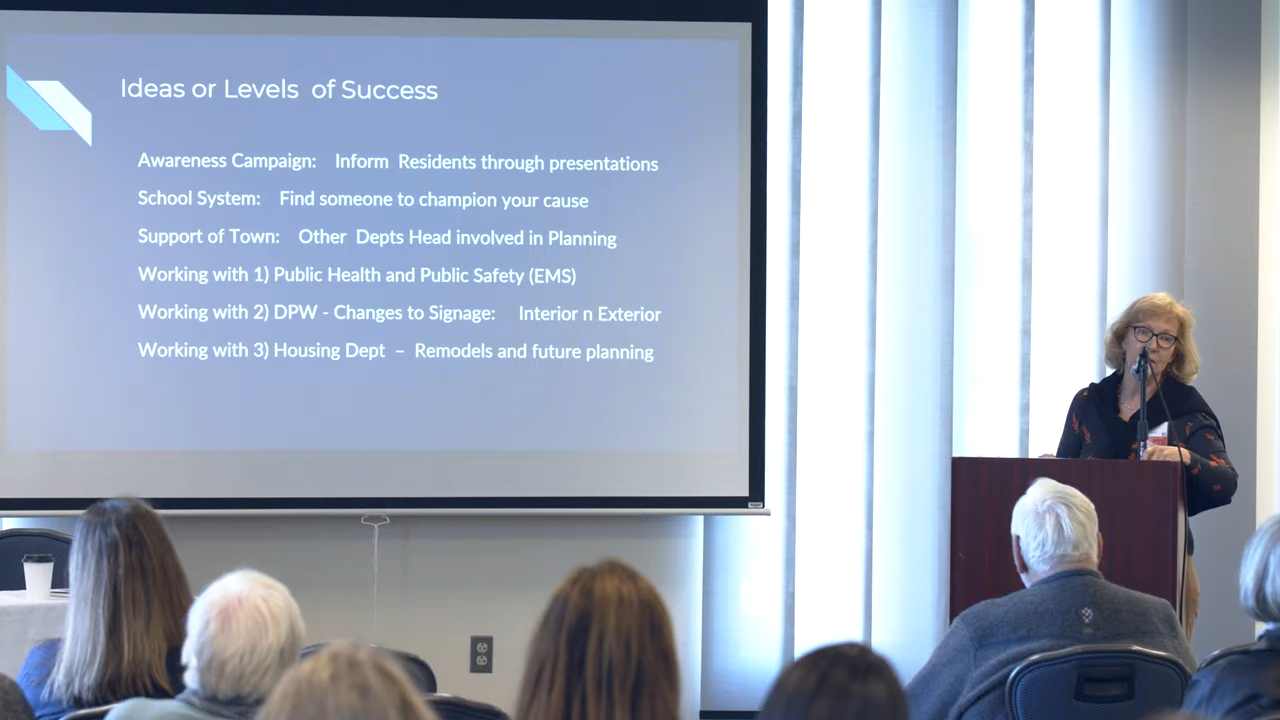 Ideas or Levels of Success
Awareness Campaign: Inform Residents through presentations
School System: Find someone to champion your cause
Support of Town: Other Depts Head involved in Planning
Working with 1) Public Health and Public Safety (EMS)
Working with 2) DPW - Changes to Signage: Interior n Exterior
Working with 3) Housing Dept – Remodels and future planning